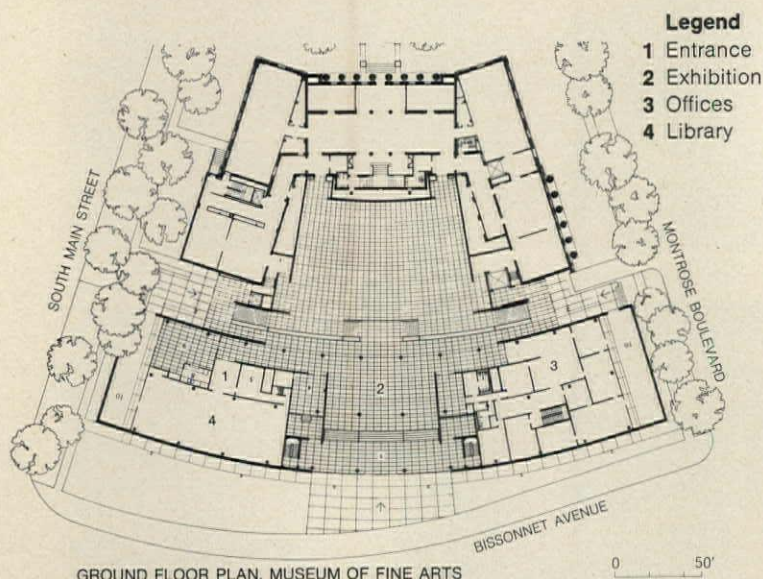 Legend
1 Entrance
2 Exhibition
3 Offices
4 Library
SOUTH MAIN STREET
MONTROSE BOULEVARD
1
2
3
4
BISSONNET AVENUE
GROUND FLOOR PLAN, MUSEUM OF FINE ARTS
0 50'